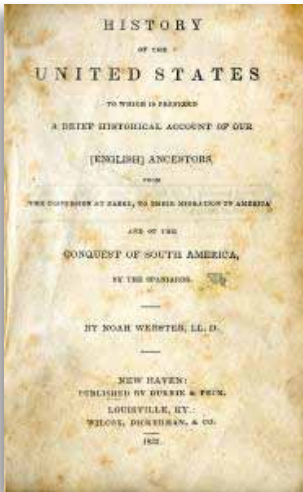 HISTORY
OF THE
UNITED STATES
TO WHICH IS PREFIXED
A BRIEF HISTORICAL ACCOUNT OF OUR
[ENGLISH] ANCESTORS,
FROM
THE DISPERSION AT BABEL, TO THEIR MIGRATION TO AMERICA
AND OF THE
CONQUEST OF SOUTH AMERICA,
BY THE SPANIARDS.
BY NOAH WEBSTER, LL. D.
NEW HAVEN:
PUBLISHED BY DURRIE & PECK.
LOUISVILLE, KY.:
WILCOX, DICKERMAN, & CO.
1832.